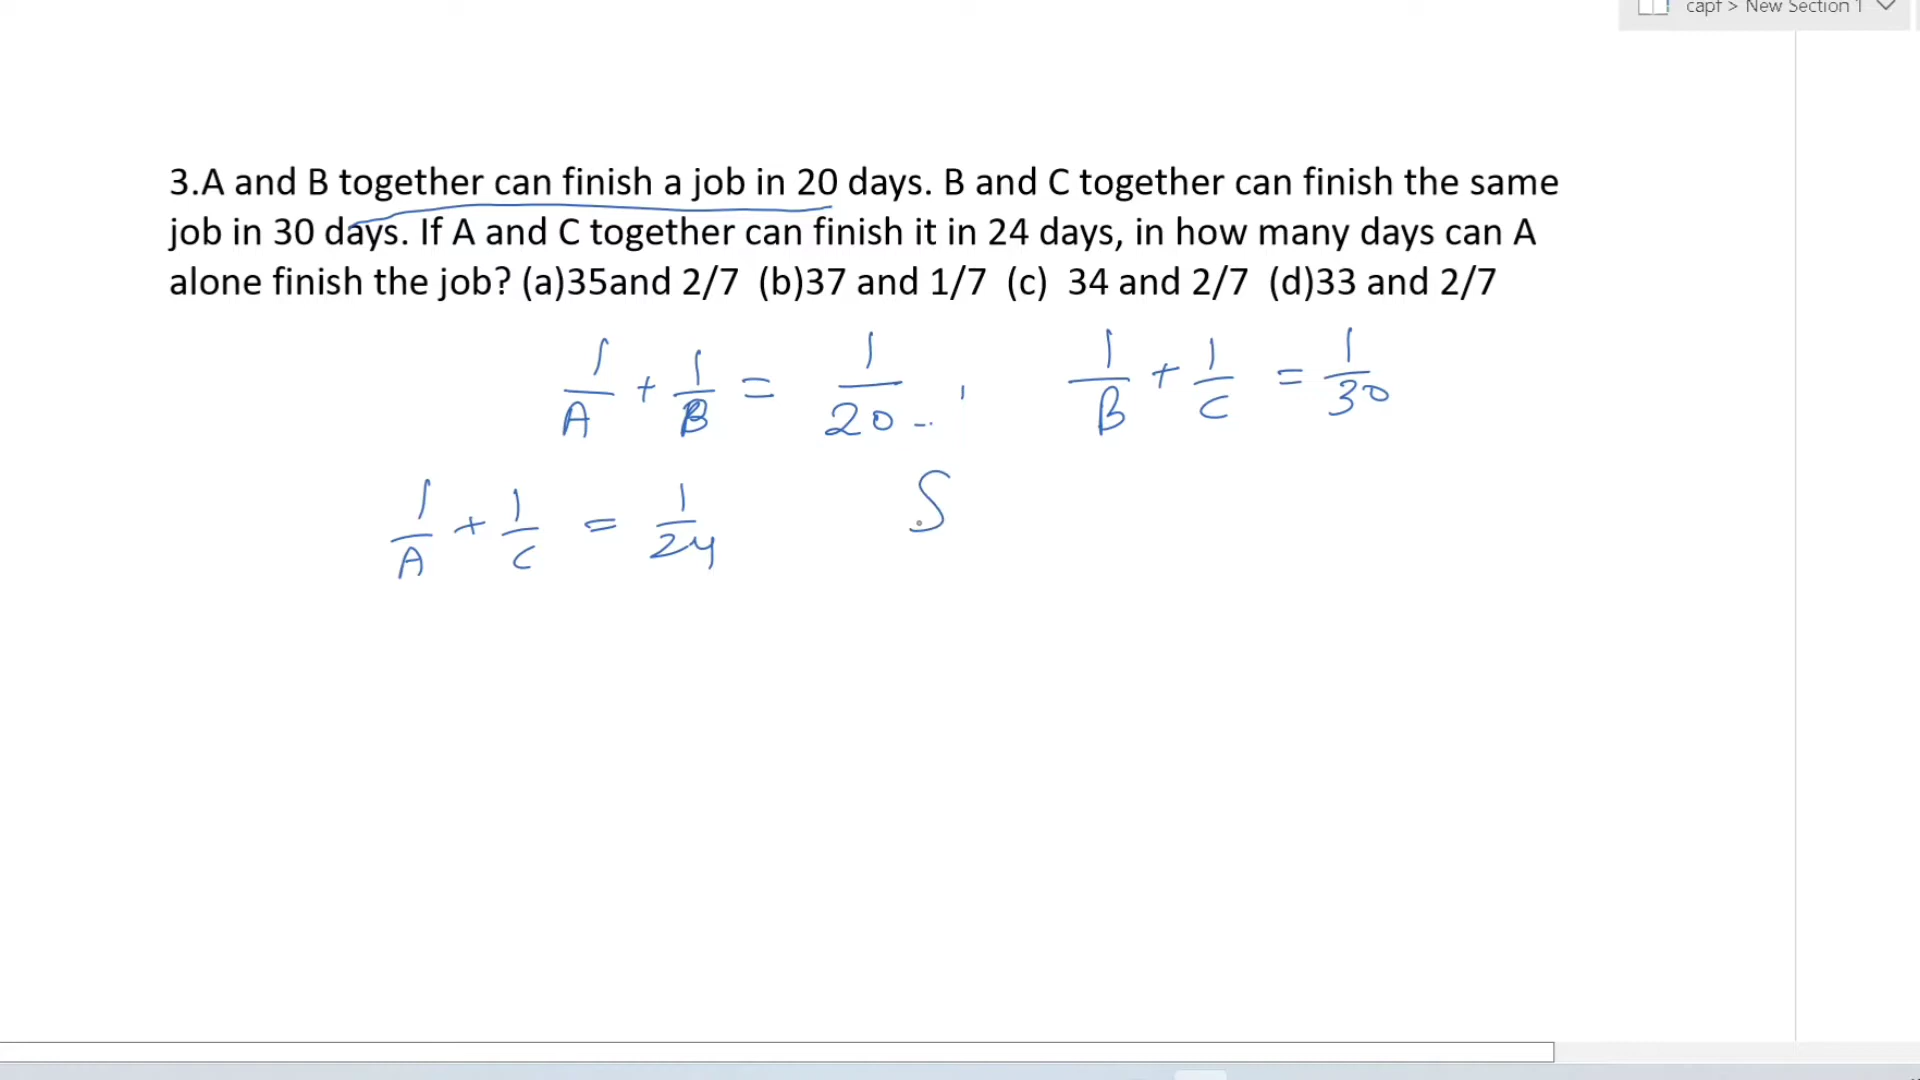 capf > New Section 1
3.A and B together can finish a job in 20 days. B and C together can finish the same
job in 30 days. If A and C together can finish it in 24 days, in how many days can A
alone finish the job? (a)35and 2/7 (b)37 and 1/7 (c) 34 and 2/7 (d)33 and 2/7
1/A + 1/B = 1/20 , 1/B + 1/C = 1/30
1/A + 1/C = 1/24 S